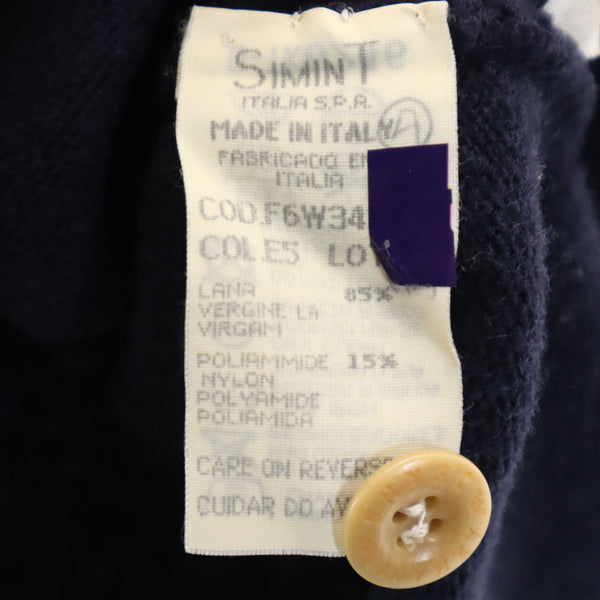 SIMINT
ITALIA S.P.A.
MADE IN ITALY
FABRICADO EN
ITALIA
COD.F6W34
COL.E5 LOT
LANA 85%
VERGINE LA
VIRGAM
POLIAMMIDE 15%
NYLON
POLYAMIDE
POLIAMIDA
CARE ON REVERSE
CUIDAR DO AV